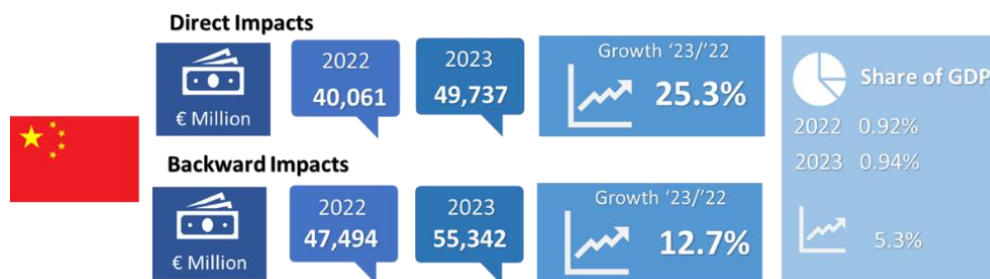 Direct Impacts
€ Million
2022
40,061
2023
49,737
Growth ‘23/’22
25.3%
Backward Impacts
€ Million
2022
47,494
2023
55,342
Growth ‘23/’22
12.7%
Share of GDP
2022 0.92%
2023 0.94%
5.3%